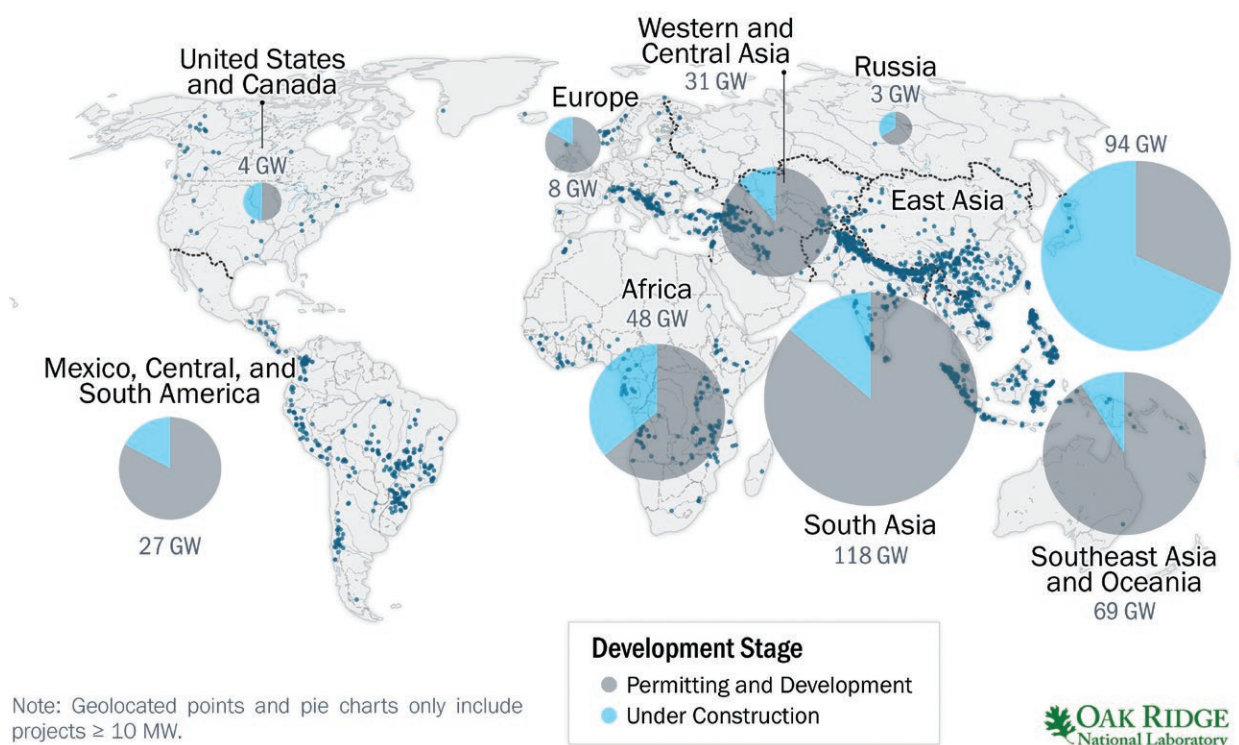 United States
and Canada
4 GW
Europe
8 GW
Western and
Central Asia
31 GW
Russia
3 GW
East Asia
94 GW
Africa
48 GW
Mexico, Central, and
South America
27 GW
South Asia
118 GW
Southeast Asia
and Oceania
69 GW
Development Stage
Permitting and Development
Under Construction
Note: Geolocated points and pie charts only include
projects ≥ 10 MW.
OAK RIDGE
National Laboratory